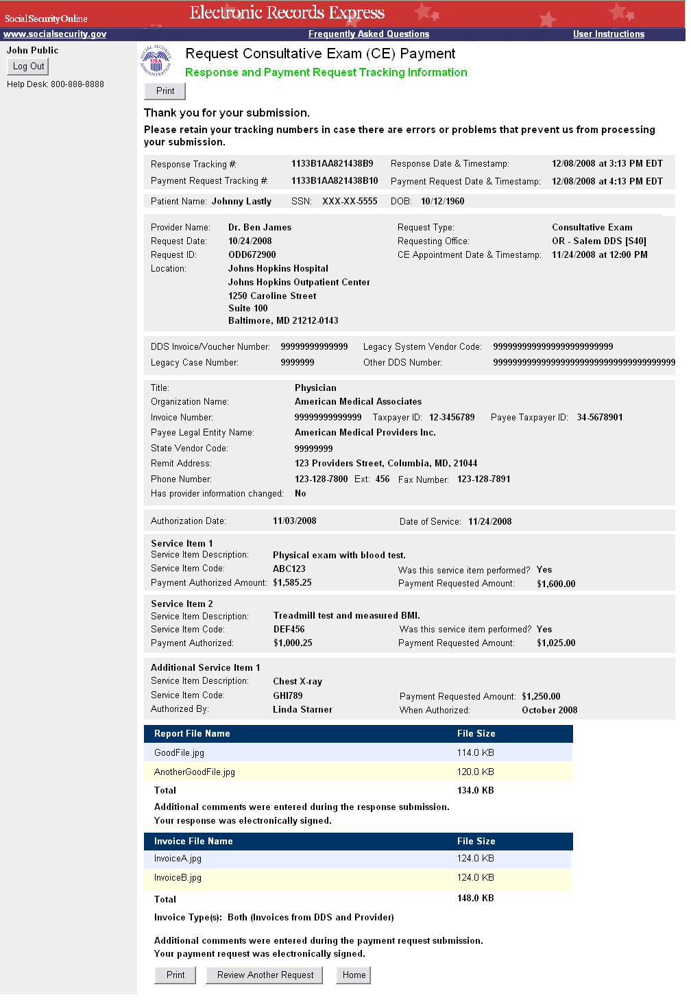 Social Security Online
Electronic Records Express
www.socialsecurity.gov Frequently Asked Questions User Instructions
John Public
Log Out
Help Desk: 800-888-8888
SOCIAL SECURITY ADMINISTRATION
USA
Request Consultative Exam (CE) Payment
Response and Payment Request Tracking Information
Print
Thank you for your submission.
Please retain your tracking numbers in case there are errors or problems that prevent us from processing
your submission.
Response Tracking #: 1133B1AA821438B9 Response Date & Timestamp: 12/08/2008 at 3:13 PM EDT
Payment Request Tracking #: 1133B1AA821438B10 Payment Request Date & Timestamp: 12/08/2008 at 4:13 PM EDT
Patient Name: Johnny Lastly SSN: XXX-XX-5555 DOB: 10/12/1960
Provider Name: Dr. Ben James Request Type: Consultative Exam
Request Date: 10/24/2008 Requesting Office: OR - Salem DDS [S40]
Request ID: ODD672900 CE Appointment Date & Timestamp: 11/24/2008 at 12:00 PM
Location: Johns Hopkins Hospital
Johns Hopkins Outpatient Center
1250 Caroline Street
Suite 100
Baltimore, MD 21212-0143
DDS Invoice/Voucher Number: 99999999999999 Legacy System Vendor Code: 9999999999999999999999999
Legacy Case Number: 9999999 Other DDS Number: 99999999999999999999999999999999999999
Title: Physician
Organization Name: American Medical Associates
Invoice Number: 99999999999999 Taxpayer ID: 12-3456789 Payee Taxpayer ID: 34-5678901
Payee Legal Entity Name: American Medical Providers Inc.
State Vendor Code: 99999999
Remit Address: 123 Providers Street, Columbia, MD, 21044
Phone Number: 123-128-7800 Ext: 456 Fax Number: 123-128-7891
Has provider information changed: No
Authorization Date: 11/03/2008 Date of Service: 11/24/2008
Service Item 1
Service Item Description: Physical exam with blood test.
Service Item Code: ABC123 Was this service item performed? Yes
Payment Authorized Amount: $1,585.25 Payment Requested Amount: $1,600.00
Service Item 2
Service Item Description: Treadmill test and measured BMI.
Service Item Code: DEF456 Was this service item performed? Yes
Payment Authorized: $1,000.25 Payment Requested Amount: $1,025.00
Additional Service Item 1
Service Item Description: Chest X-ray
Service Item Code: GHI789 Payment Requested Amount: $1,250.00
Authorized By: Linda Starner When Authorized: October 2008
Report File Name File Size
GoodFile.jpg 114.0 KB
AnotherGoodFile.jpg 120.0 KB
Total 134.0 KB
Additional comments were entered during the response submission.
Your response was electronically signed.
Invoice File Name File Size
InvoiceA.jpg 124.0 KB
InvoiceB.jpg 124.0 KB
Total 148.0 KB
Invoice Type(s): Both (Invoices from DDS and Provider)
Additional comments were entered during the payment request submission.
Your payment request was electronically signed.
Print Review Another Request Home